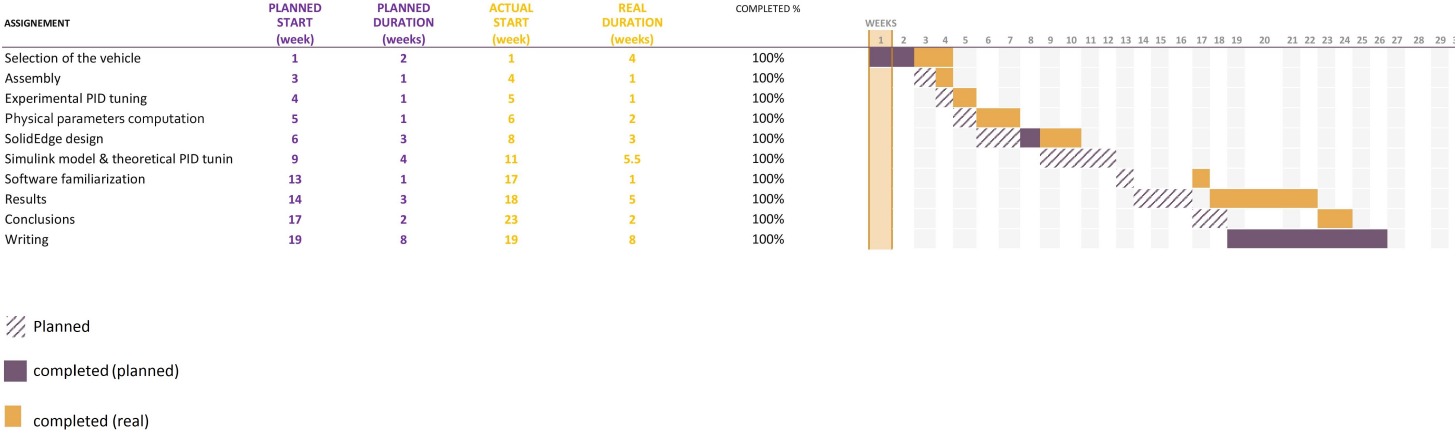 ASSIGNEMENT PLANNED START (week) PLANNED DURATION (weeks) ACTUAL START (week) REAL DURATION (weeks) COMPLETED %
WEEKS
1 2 3 4 5 6 7 8 9 10 11 12 13 14 15 16 17 18 19 20 21 22 23 24 25 26 27 28 29
Selection of the vehicle 1 2 1 4 100%
Assembly 3 1 4 1 100%
Experimental PID tuning 4 1 5 1 100%
Physical parameters computation 5 1 6 2 100%
SolidEdge design 6 3 8 3 100%
Simulink model & theoretical PID tunin 9 4 11 5.5 100%
Software familiarization 13 1 17 1 100%
Results 14 3 18 5 100%
Conclusions 17 2 23 2 100%
Writing 19 8 19 8 100%
Planned
completed (planned)
completed (real)